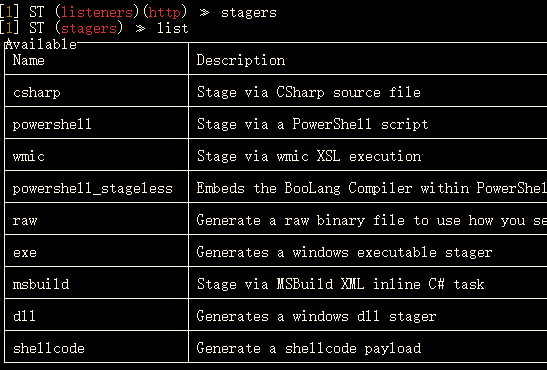 [1] ST (listeners)(http) ≫ stagers
[1] ST (stagers) ≫ list
Available
Name Description
csharp Stage via CSharp source file
powershell Stage via a PowerShell script
wmic Stage via wmic XSL execution
powershell_stageless Embeds the BooLang Compiler within PowerShel
raw Generate a raw binary file to use how you se
exe Generates a windows executable stager
msbuild Stage via MSBuild XML inline C# task
dll Generates a windows dll stager
shellcode Generate a shellcode payload